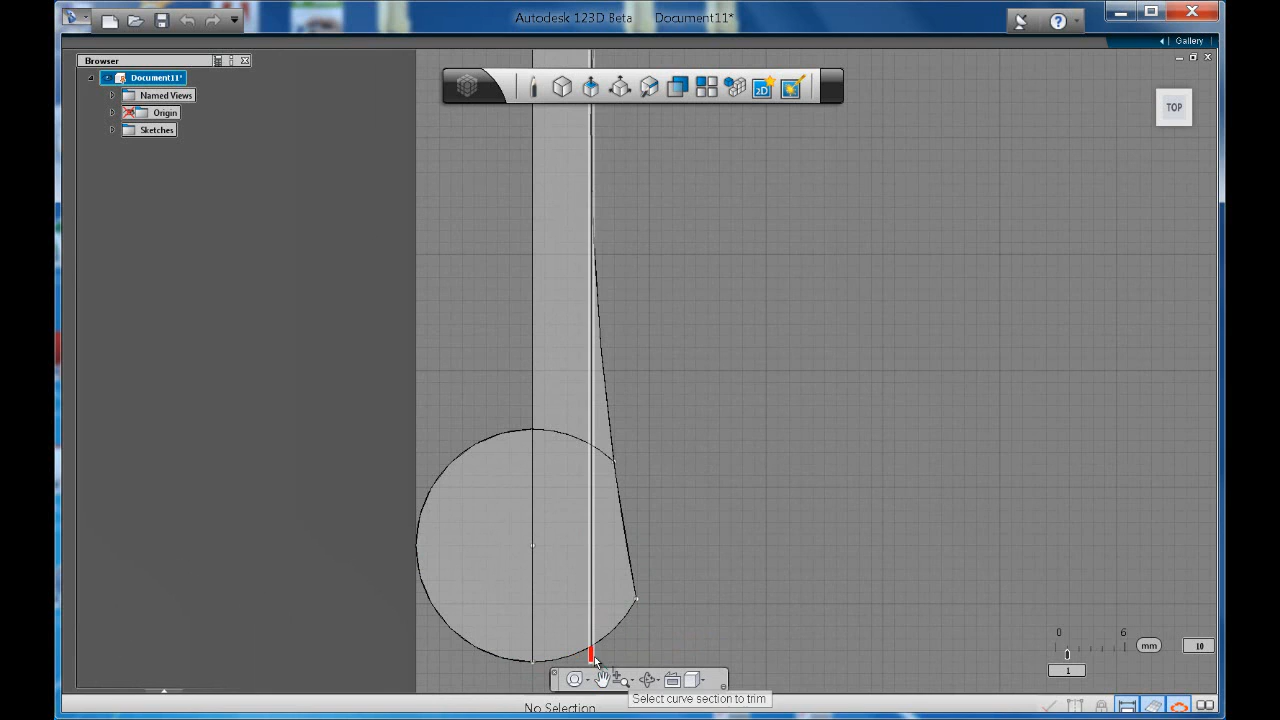 Autodesk 123D Beta Document11*
Gallery
Browser
Document11*
Named Views
Origin
Sketches
2D
TOP
0 6
mm
10
1
Select curve section to trim
No Selection